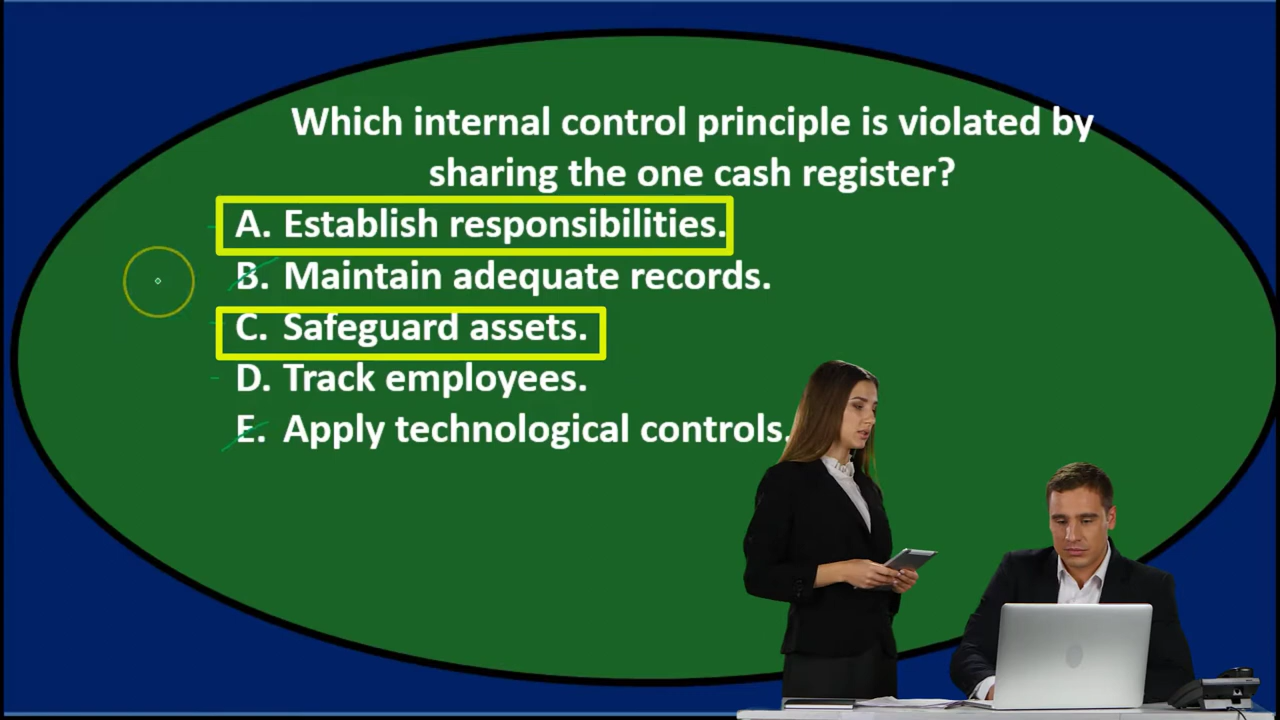 Which internal control principle is violated by
sharing the one cash register?
A. Establish responsibilities.
B. Maintain adequate records.
C. Safeguard assets.
D. Track employees.
E. Apply technological controls.